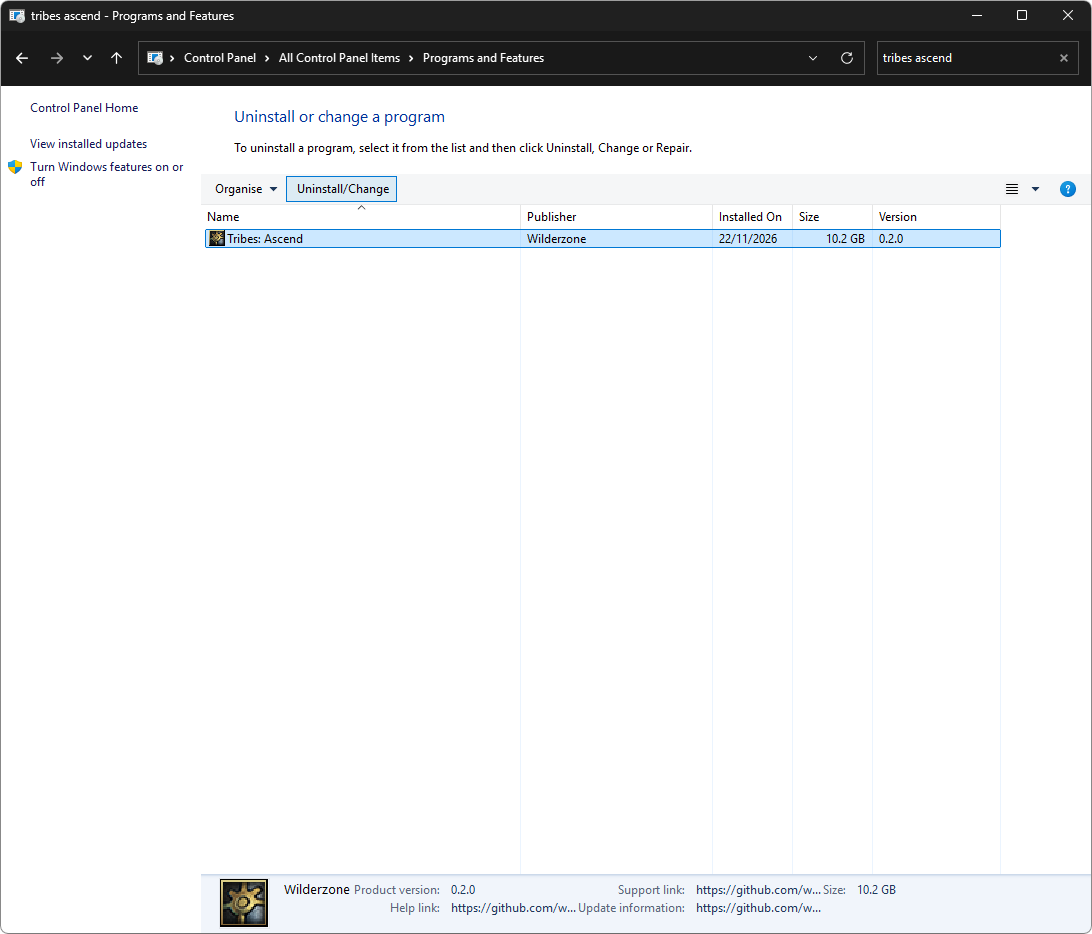 tribes ascend - Programs and Features
Control Panel > All Control Panel Items > Programs and Features
tribes ascend
Control Panel Home
View installed updates
Turn Windows features on or
off
Uninstall or change a program
To uninstall a program, select it from the list and then click Uninstall, Change or Repair.
Organise Uninstall/Change
Name Publisher Installed On Size Version
Tribes: Ascend Wilderzone 22/11/2026 10.2 GB 0.2.0
Wilderzone Product version: 0.2.0 Support link: https://github.com/w... Size: 10.2 GB
Help link: https://github.com/w... Update information: https://github.com/w...